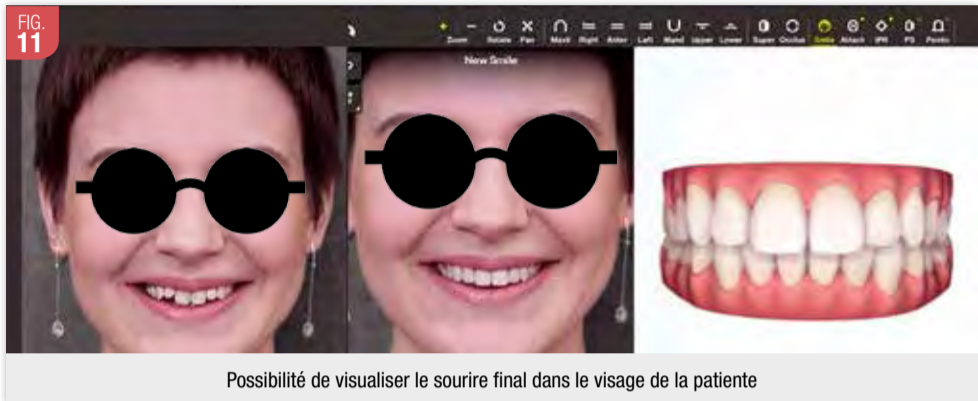 FIG.
11
Zoom Rotate Pan Maxil Right Anter Left Mand Upper Lower Super Occlus Smile Attach IPR PS Pontic
New Smile
Possibilité de visualiser le sourire final dans le visage de la patiente